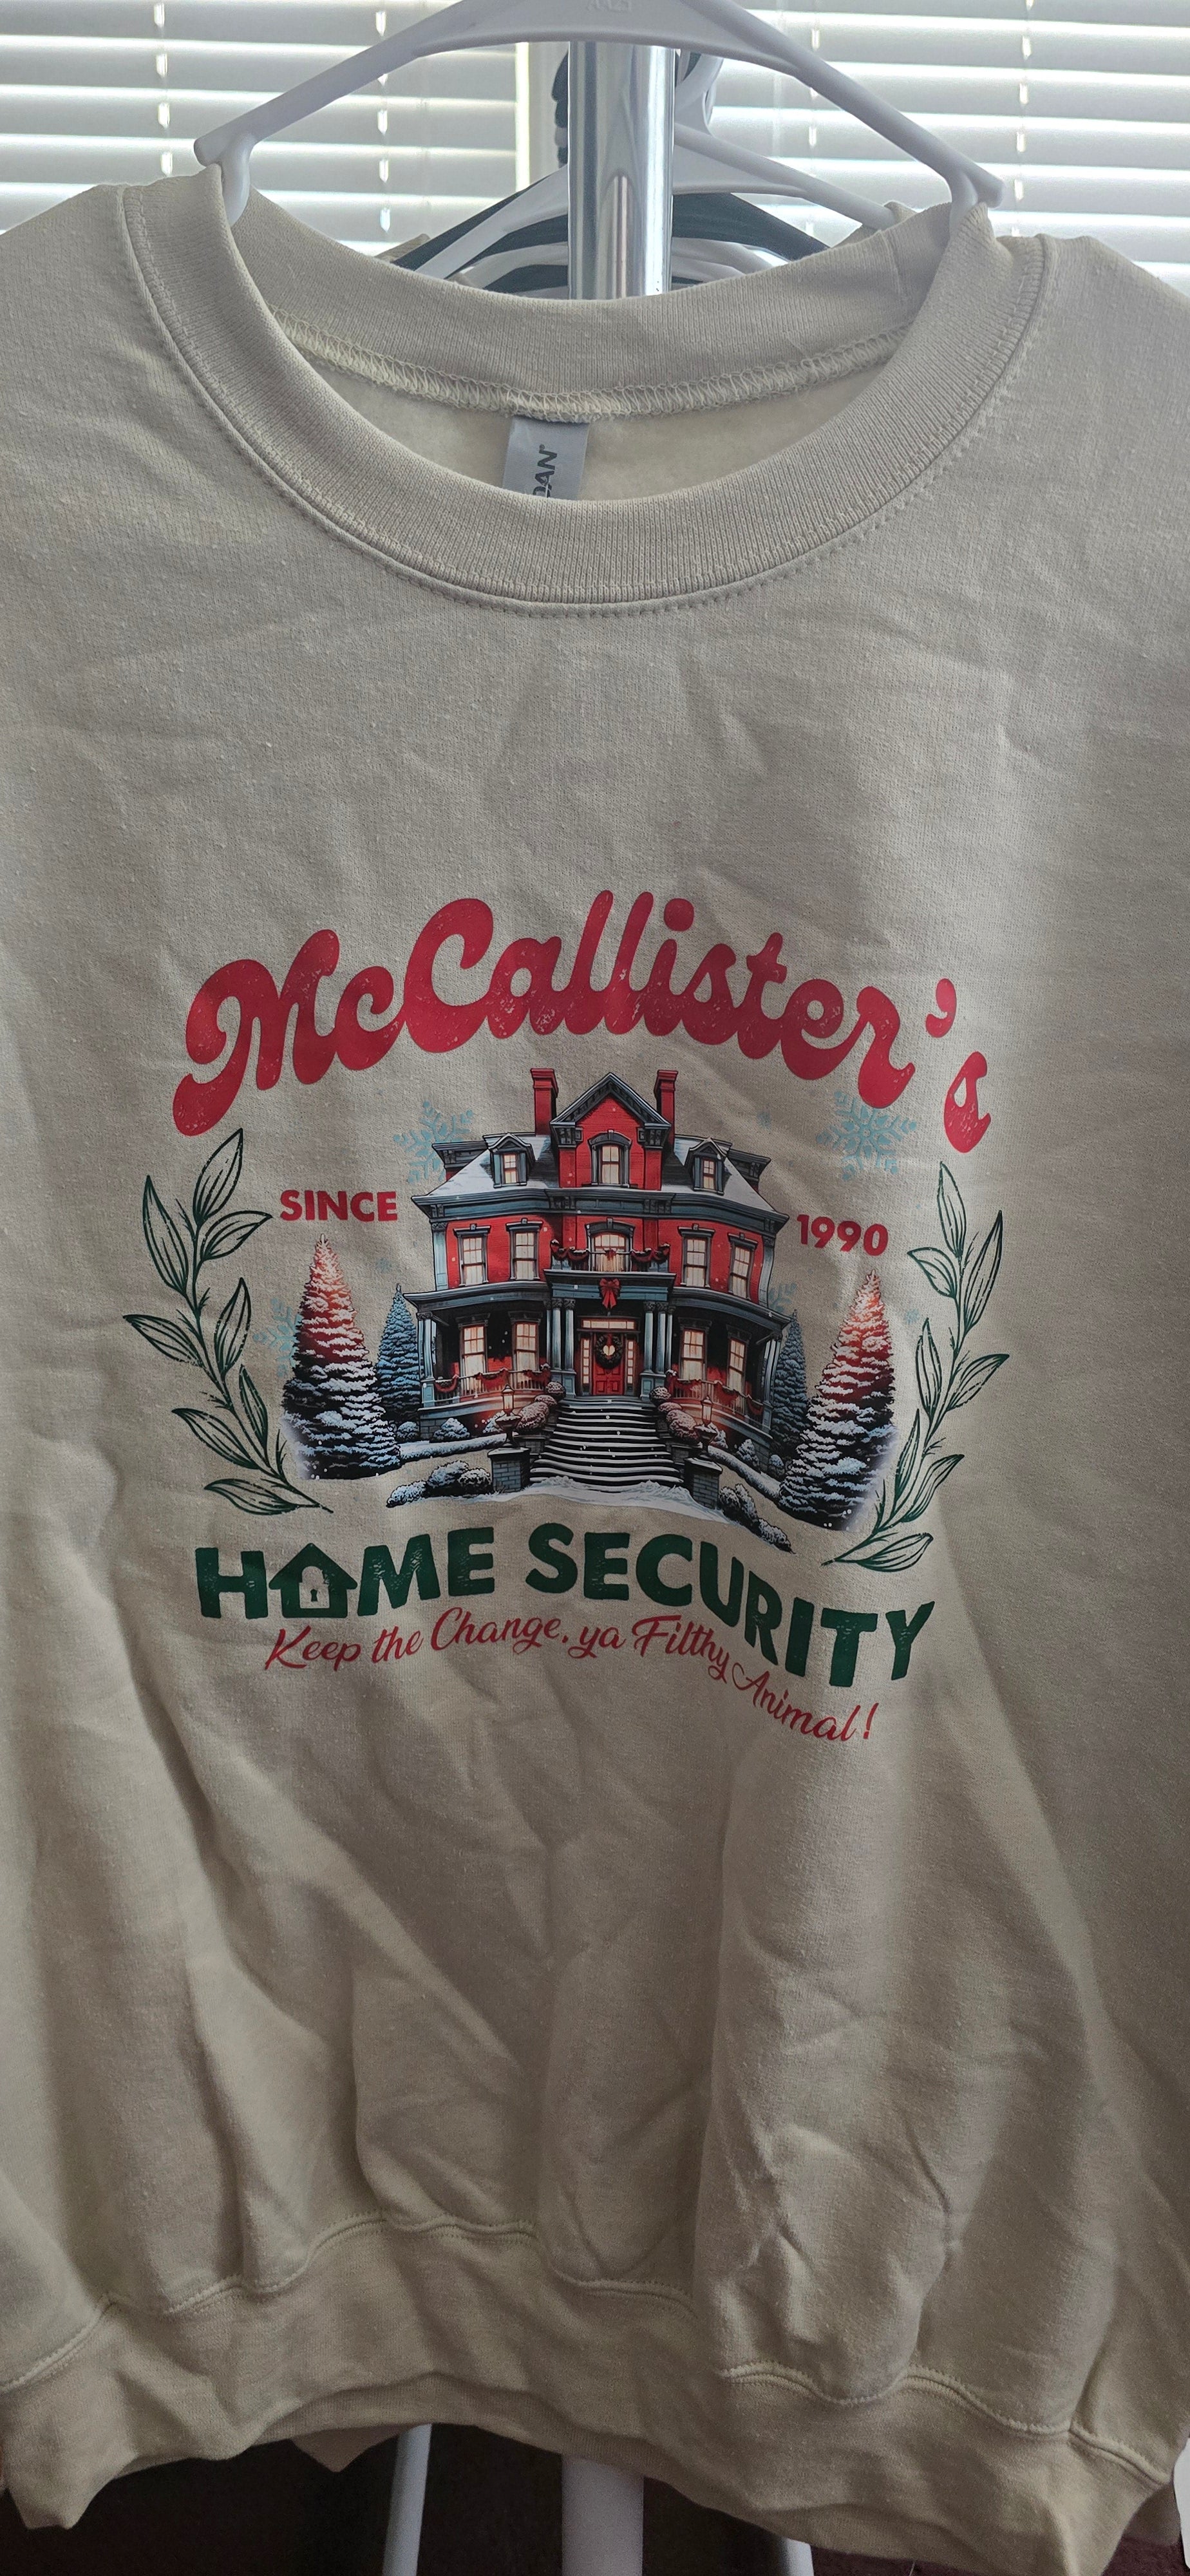 McCallister's
SINCE 1990
HOME SECURITY
Keep the Change, ya Filthy Animal!